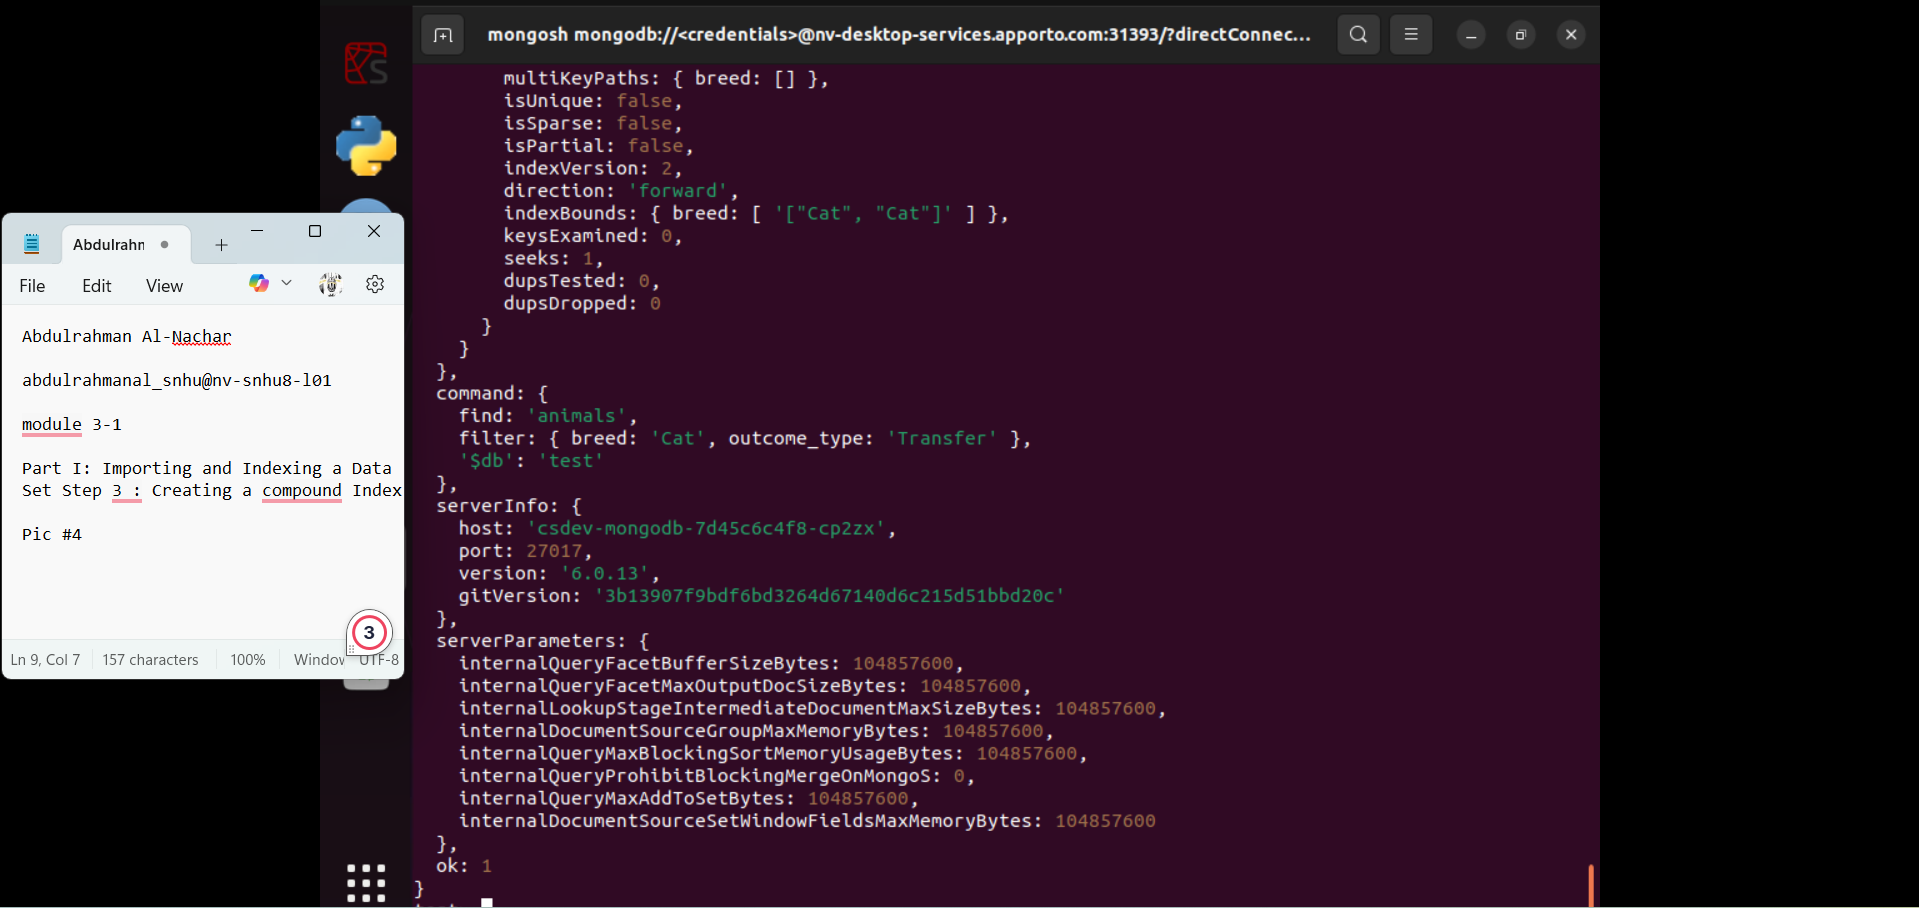 mongosh mongodb://<credentials>@nv-desktop-services.apporto.com:31393/?directConnec...
multiKeyPaths: { breed: [] },
isUnique: false,
isSparse: false,
isPartial: false,
indexVersion: 2,
direction: 'forward',
indexBounds: { breed: [ '["Cat", "Cat"]' ] },
keysExamined: 0,
seeks: 1,
dupsTested: 0,
dupsDropped: 0
}
}
},
command: {
find: 'animals',
filter: { breed: 'Cat', outcome_type: 'Transfer' },
'$db': 'test'
},
serverInfo: {
host: 'csdev-mongodb-7d45c6c4f8-cp2zx',
port: 27017,
version: '6.0.13',
gitVersion: '3b13907f9bdf6bd3264d67140d6c215d51bbd20c'
},
serverParameters: {
internalQueryFacetBufferSizeBytes: 104857600,
internalQueryFacetMaxOutputDocSizeBytes: 104857600,
internalLookupStageIntermediateDocumentMaxSizeBytes: 104857600,
internalDocumentSourceGroupMaxMemoryBytes: 104857600,
internalQueryMaxBlockingSortMemoryUsageBytes: 104857600,
internalQueryProhibitBlockingMergeOnMongoS: 0,
internalQueryMaxAddToSetBytes: 104857600,
internalDocumentSourceSetWindowFieldsMaxMemoryBytes: 104857600
},
ok: 1
}
Abdulrahn
File Edit View
Abdulrahman Al-Nachar
abdulrahmanal_snhu@nv-snhu8-l01
module 3-1
Part I: Importing and Indexing a Data
Set Step 3 : Creating a compound Index
Pic #4
3
Ln 9, Col 7 157 characters 100% Window UTF-8